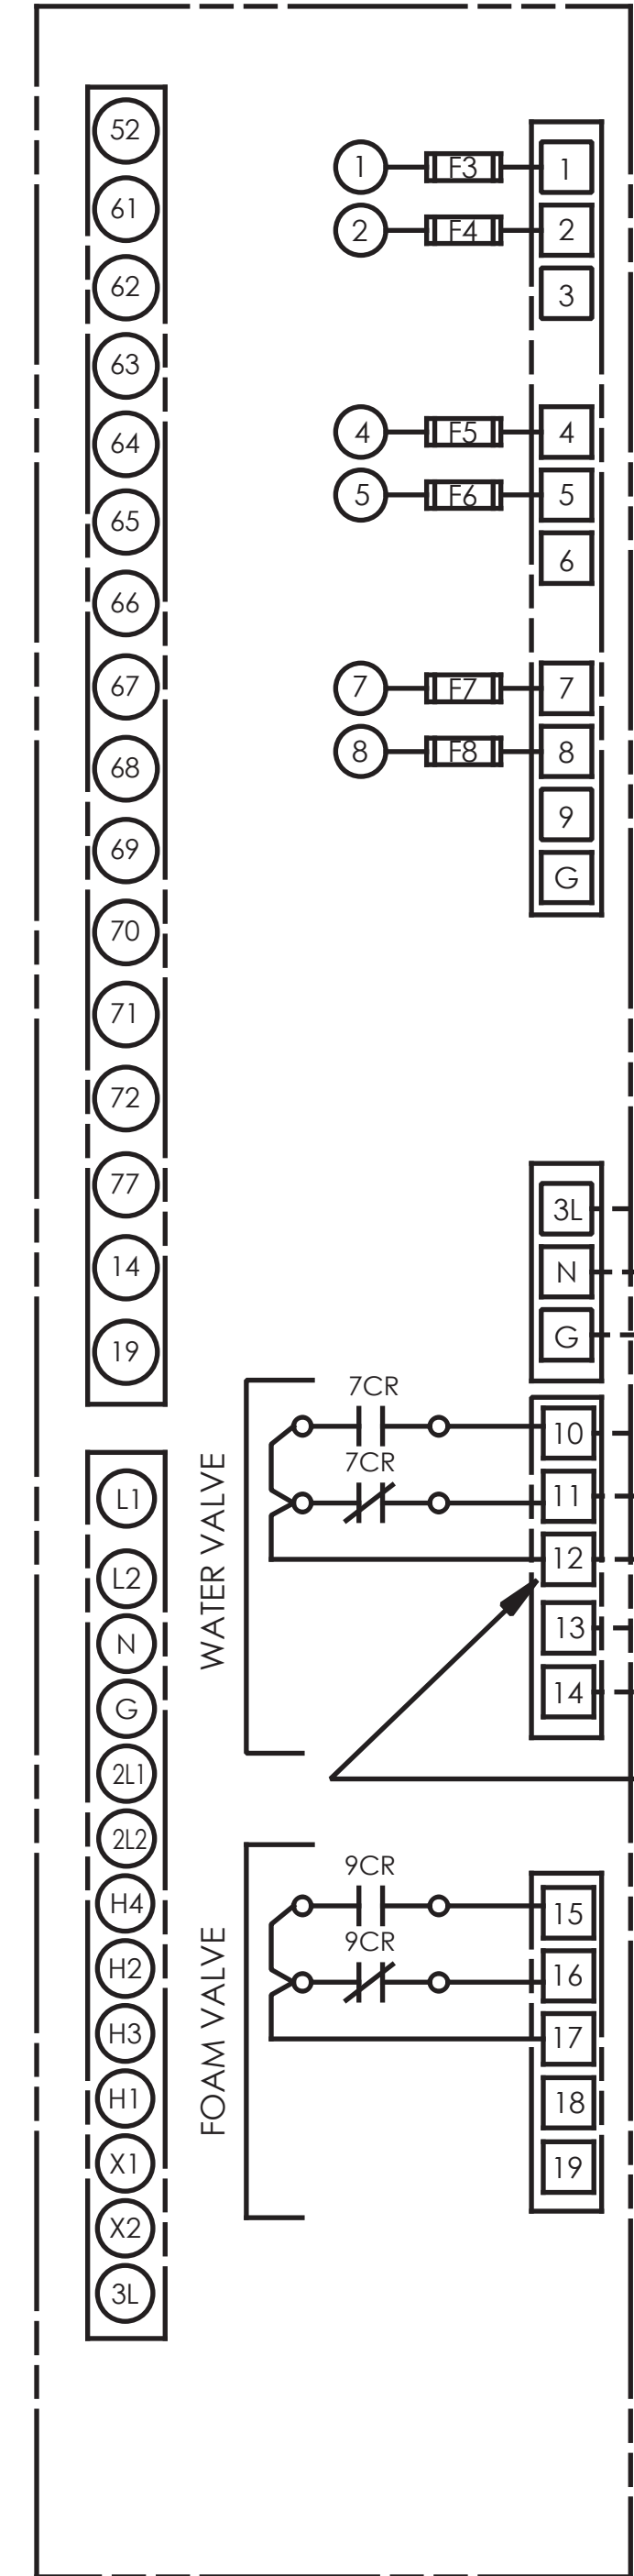 52
61
62
63
64
65
66
67
68
69
70
71
72
77
14
19
L1
L2
N
G
2L1
2L2
H4
H2
H3
H1
X1
X2
3L
1 F3 1
2 F4 2
3
4 F5 4
5 F6 5
6
7 F7 7
8 F8 8
9
G
3L
N
G
WATER VALVE
7CR
10
7CR
11
12
13
14
FOAM VALVE
9CR
15
9CR
16
17
18
19